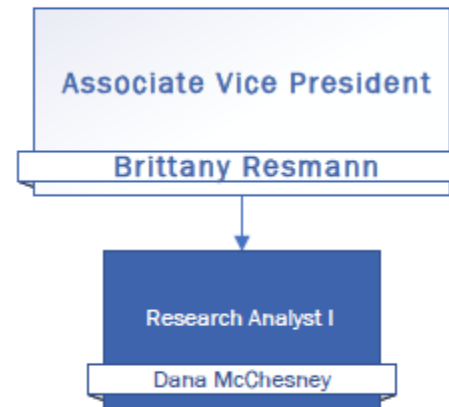 Associate Vice President
Brittany Resmann
Research Analyst I
Dana McChesney